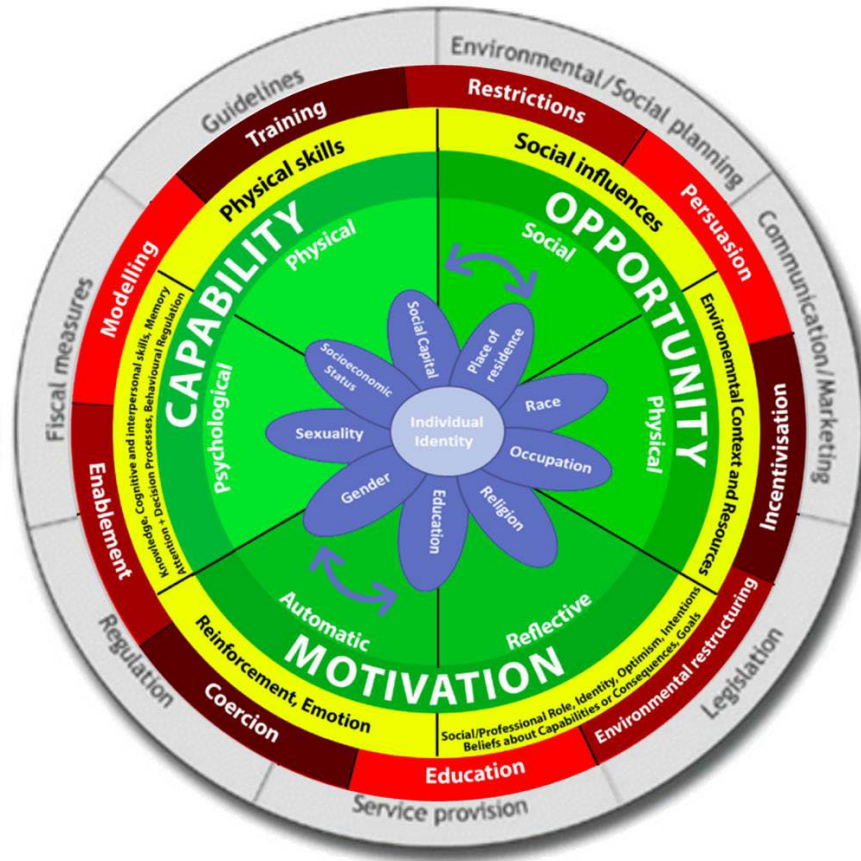 Guidelines
Environmental/Social planning
Communication/Marketing
Legislation
Service provision
Regulation
Fiscal measures
Training
Restrictions
Persuasion
Incentivisation
Environmental restructuring
Education
Coercion
Enablement
Modelling
Physical skills
Social influences
Environemntal Context and Resources
Social/Professional Role, Identity, Optimism, Intentions
Beliefs about Capabilities or Consequences, Goals
Reinforcement, Emotion
Knowledge, Cognitive and interpersonal skills, Memory
Attention + Decision Processes, Behavioural Regulation
CAPABILITY
OPPORTUNITY
MOTIVATION
Physical
Social
Physical
Reflective
Automatic
Psychological
Social Capital
Place of
residence
Race
Occupation
Religion
Education
Gender
Sexuality
Socioeconomic
Status
Individual
Identity